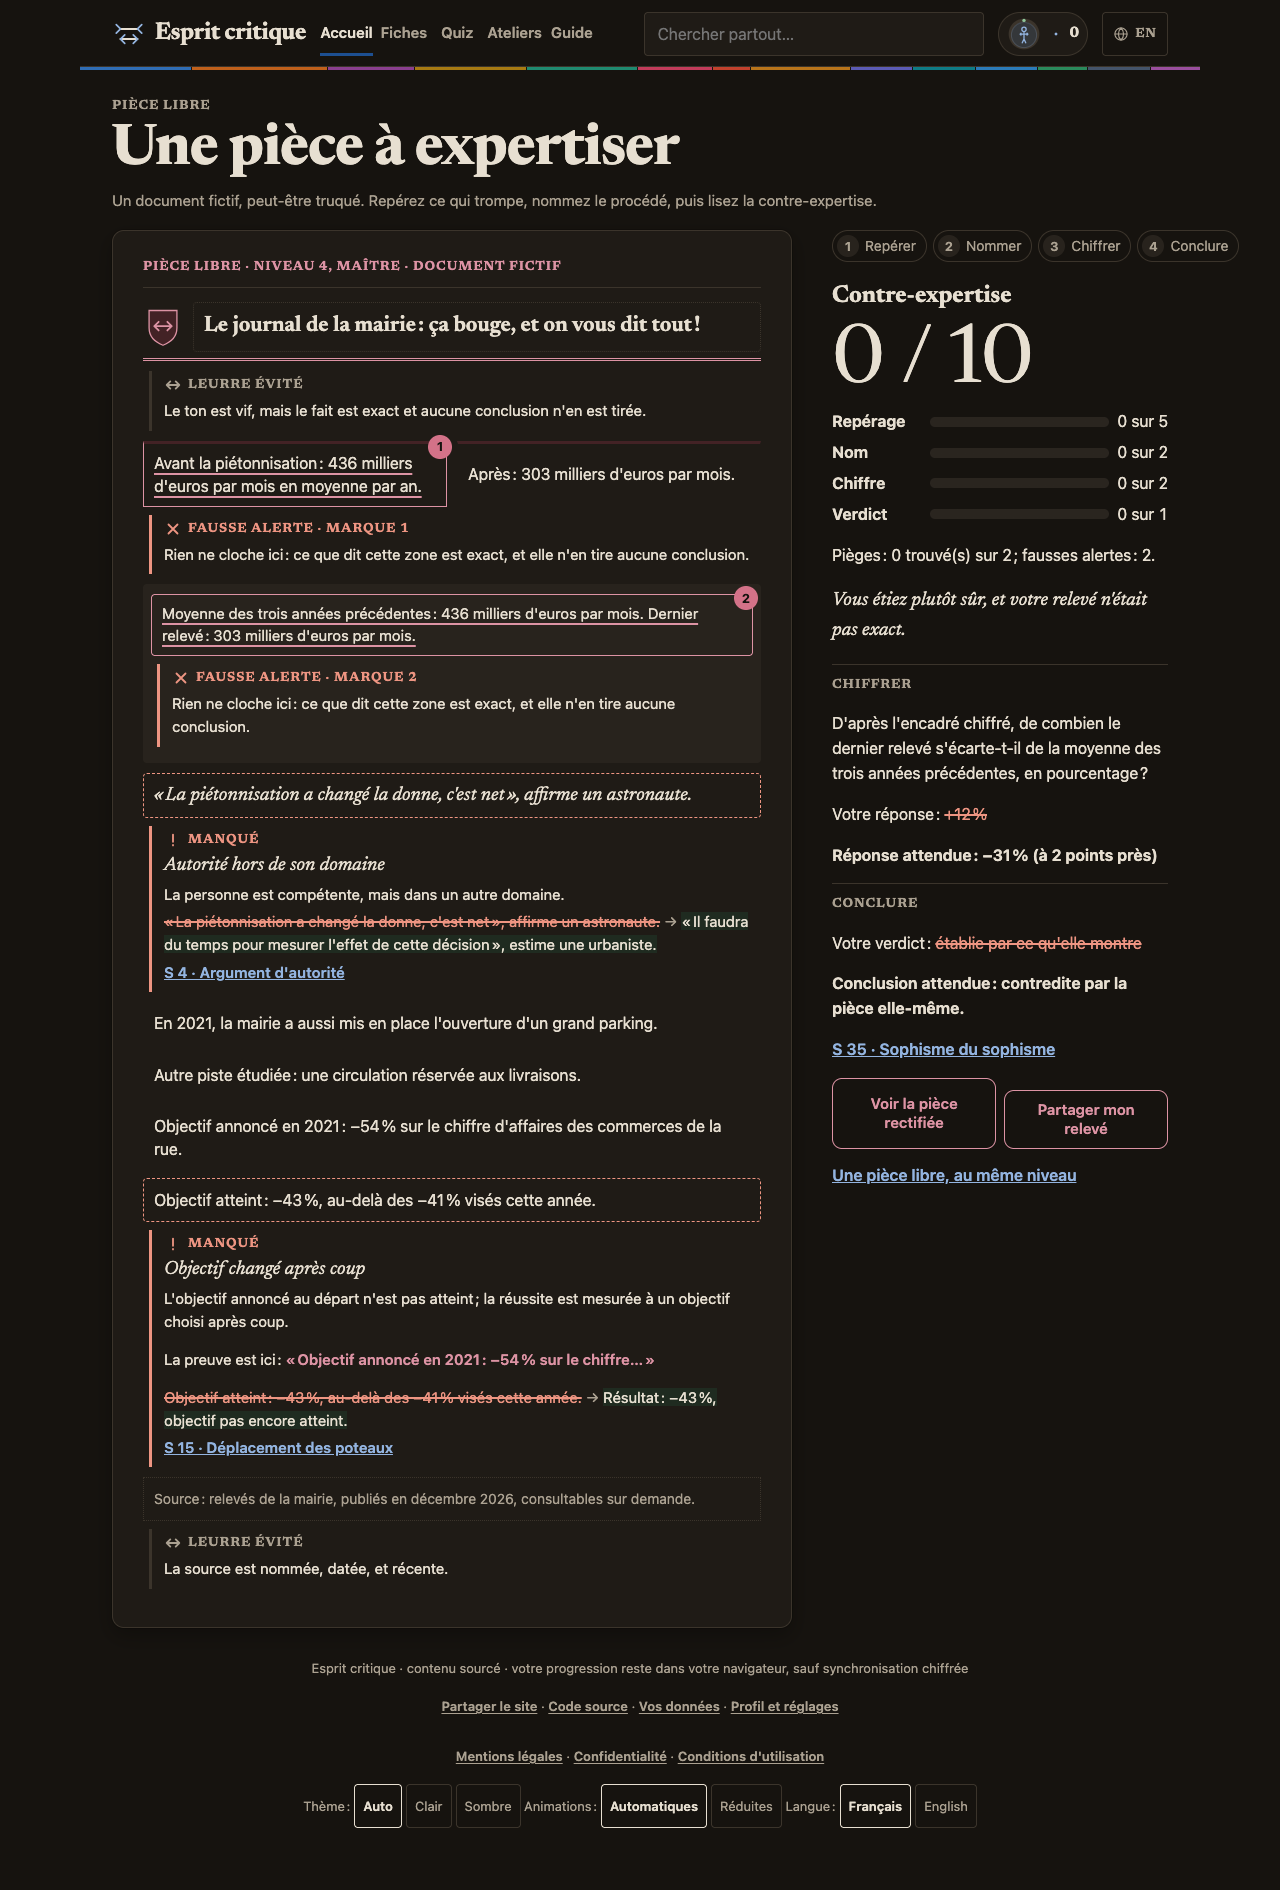 Esprit critique
Accueil Fiches Quiz Ateliers Guide
Chercher partout...
· 0
EN
PIÈCE LIBRE
Une pièce à expertiser
Un document fictif, peut-être truqué. Repérez ce qui trompe, nommez le procédé, puis lisez la contre-expertise.
PIÈCE LIBRE · NIVEAU 4, MAÎTRE · DOCUMENT FICTIF
Le journal de la mairie : ça bouge, et on vous dit tout !
LEURRE ÉVITÉ
Le ton est vif, mais le fait est exact et aucune conclusion n'en est tirée.
1
Avant la piétonnisation : 436 milliers
d'euros par mois en moyenne par an.
Après : 303 milliers d'euros par mois.
FAUSSE ALERTE · MARQUE 1
Rien ne cloche ici : ce que dit cette zone est exact, et elle n'en tire aucune conclusion.
2
Moyenne des trois années précédentes : 436 milliers d'euros par mois. Dernier
relevé : 303 milliers d'euros par mois.
FAUSSE ALERTE · MARQUE 2
Rien ne cloche ici : ce que dit cette zone est exact, et elle n'en tire aucune
conclusion.
« La piétonnisation a changé la donne, c'est net », affirme un astronaute.
! MANQUÉ
Autorité hors de son domaine
La personne est compétente, mais dans un autre domaine.
« La piétonnisation a changé la donne, c'est net », affirme un astronaute. → « Il faudra
du temps pour mesurer l'effet de cette décision », estime une urbaniste.
S 4 · Argument d'autorité
En 2021, la mairie a aussi mis en place l'ouverture d'un grand parking.
Autre piste étudiée : une circulation réservée aux livraisons.
Objectif annoncé en 2021 : −54 % sur le chiffre d'affaires des commerces de la
rue.
Objectif atteint : −43 %, au-delà des −41 % visés cette année.
! MANQUÉ
Objectif changé après coup
L'objectif annoncé au départ n'est pas atteint ; la réussite est mesurée à un objectif
choisi après coup.
La preuve est ici : « Objectif annoncé en 2021 : −54 % sur le chiffre… »
Objectif atteint : −43 %, au-delà des −41 % visés cette année. → Résultat : −43 %,
objectif pas encore atteint.
S 15 · Déplacement des poteaux
Source : relevés de la mairie, publiés en décembre 2026, consultables sur demande.
LEURRE ÉVITÉ
La source est nommée, datée, et récente.
1 Repérer 2 Nommer 3 Chiffrer 4 Conclure
Contre-expertise
0 / 10
Repérage 0 sur 5
Nom 0 sur 2
Chiffre 0 sur 2
Verdict 0 sur 1
Pièges : 0 trouvé(s) sur 2 ; fausses alertes : 2.
Vous étiez plutôt sûr, et votre relevé n'était
pas exact.
CHIFFRER
D'après l'encadré chiffré, de combien le
dernier relevé s'écarte-t-il de la moyenne des
trois années précédentes, en pourcentage ?
Votre réponse : +12 %
Réponse attendue : −31 % (à 2 points près)
CONCLURE
Votre verdict : établie par ce qu'elle montre
Conclusion attendue : contredite par la
pièce elle-même.
S 35 · Sophisme du sophisme
Voir la pièce
rectifiée
Partager mon
relevé
Une pièce libre, au même niveau
Esprit critique · contenu sourcé · votre progression reste dans votre navigateur, sauf synchronisation chiffrée
Partager le site · Code source · Vos données · Profil et réglages
Mentions légales · Confidentialité · Conditions d'utilisation
Thème : Auto Clair Sombre Animations : Automatiques Réduites Langue : Français English